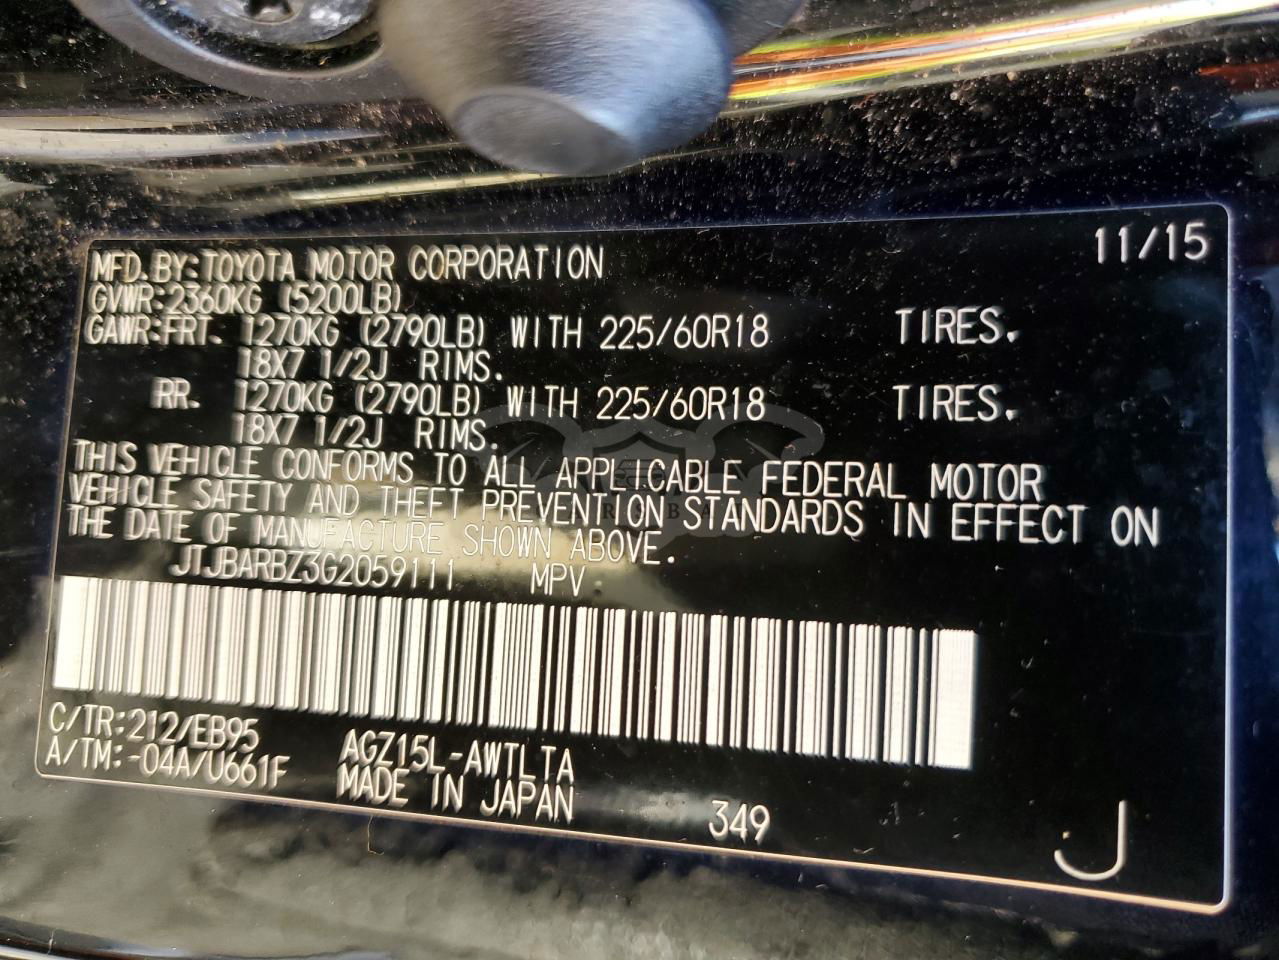 11/15
MFD.BY:TOYOTA MOTOR CORPORATION
GVWR:2360KG (5200LB)
GAWR:FRT. 1270KG (2790LB) WITH 225/60R18 TIRES.
18X7 1/2J RIMS.
RR. 1270KG (2790LB) WITH 225/60R18 TIRES.
18X7 1/2J RIMS.
THIS VEHICLE CONFORMS TO ALL APPLICABLE FEDERAL MOTOR
VEHICLE SAFETY AND THEFT PREVENTION STANDARDS IN EFFECT ON
THE DATE OF MANUFACTURE SHOWN ABOVE.
JTJBARBZ3G2059111 MPV
C/TR:212/EB95 AGZ15L-AWTLTA
A/TM:-04A/U661F MADE IN JAPAN
349
J